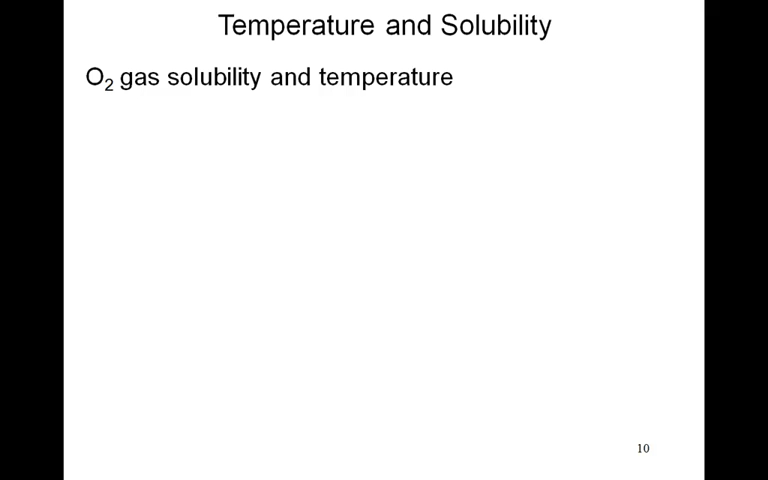 Temperature and Solubility
O₂ gas solubility and temperature
10